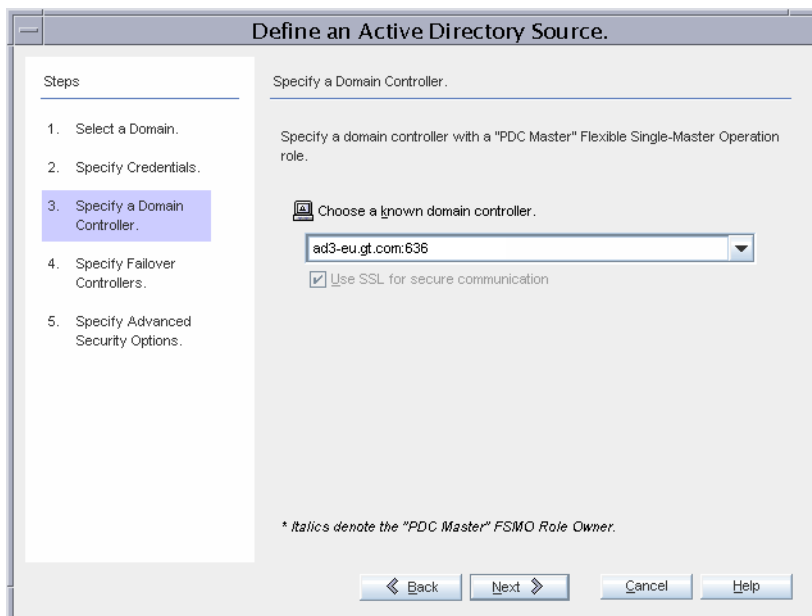 Define an Active Directory Source.
Steps
1. Select a Domain.
2. Specify Credentials.
3. Specify a Domain
Controller.
4. Specify Failover
Controllers.
5. Specify Advanced
Security Options.
Specify a Domain Controller.
Specify a domain controller with a "PDC Master" Flexible Single-Master Operation
role.
Choose a known domain controller.
ad3-eu.gt.com:636
Use SSL for secure communication
* Italics denote the "PDC Master" FSMO Role Owner.
Back Next Cancel Help